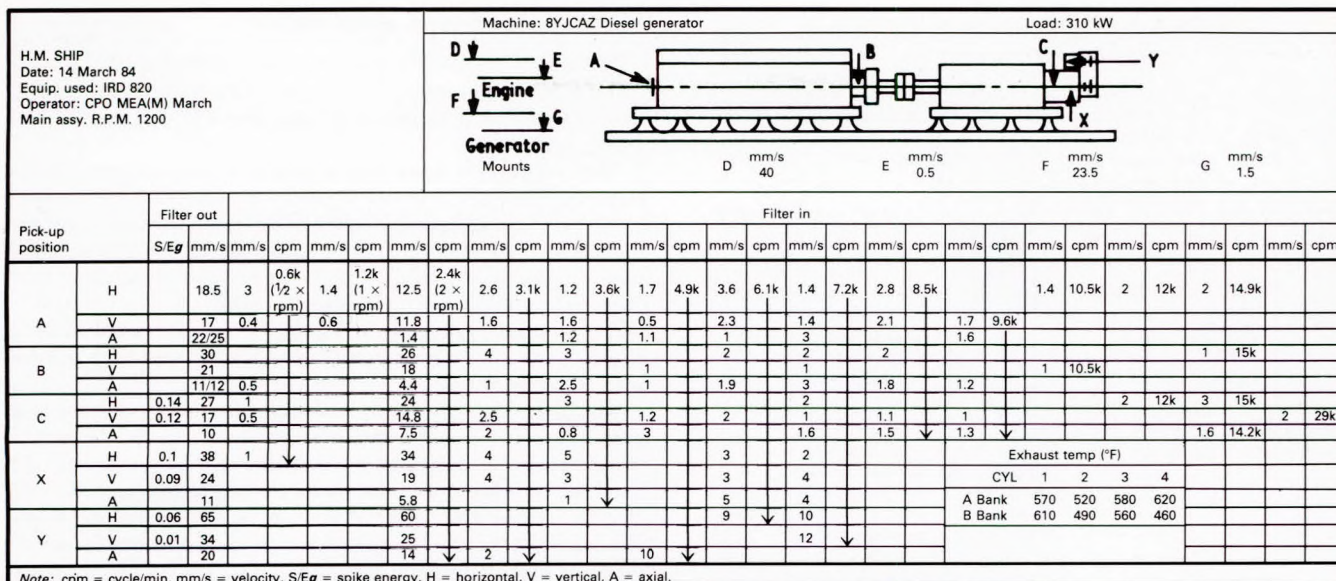 Machine: 8YJCAZ Diesel generator Load: 310 kW
H.M. SHIP
Date: 14 March 84
Equip. used: IRD 820
Operator: CPO MEA(M) March
Main assy. R.P.M. 1200
D E A B C Y
Engine
F G X
Generator
Mounts D mm/s 40 E mm/s 0.5 F mm/s 23.5 G mm/s 1.5
Pick-up position Filter out Filter in
S/Eg mm/s mm/s cpm mm/s cpm mm/s cpm mm/s cpm mm/s cpm mm/s cpm mm/s cpm mm/s cpm mm/s cpm mm/s cpm mm/s cpm mm/s cpm mm/s cpm mm/s cpm
A H 18.5 3 0.6k (½ × rpm) 1.4 1.2k (1 × rpm) 12.5 2.4k (2 × rpm) 2.6 3.1k 1.2 3.6k 1.7 4.9k 3.6 6.1k 1.4 7.2k 2.8 8.5k 1.4 10.5k 2 12k 2 14.9k
V 17 0.4 0.6 11.8 1.6 1.6 0.5 2.3 1.4 2.1 1.7 9.6k
A 22/25 1.4 1.2 1.1 1 3 1.6
B H 30 26 4 3 2 2 2 1 15k
V 21 18 1 1 1 10.5k
A 11/12 0.5 4.4 1 2.5 1 1.9 3 1.8 1.2
C H 0.14 27 1 24 3 2 2 12k 3 15k
V 0.12 17 0.5 14.8 2.5 1.2 2 1 1.1 1 2 29k
A 10 7.5 2 0.8 3 1.6 1.5 1.3 1.6 14.2k
X H 0.1 38 1 34 4 5 3 2 Exhaust temp (°F)
V 0.09 24 19 4 3 3 4 CYL 1 2 3 4
A 11 5.8 1 5 4 A Bank 570 520 580 620
Y H 0.06 65 60 9 10 B Bank 610 490 560 460
V 0.01 34 25 12
A 20 14 2 10
Note: cpm = cycle/min, mm/s = velocity, S/Eg = spike energy, H = horizontal, V = vertical, A = axial.